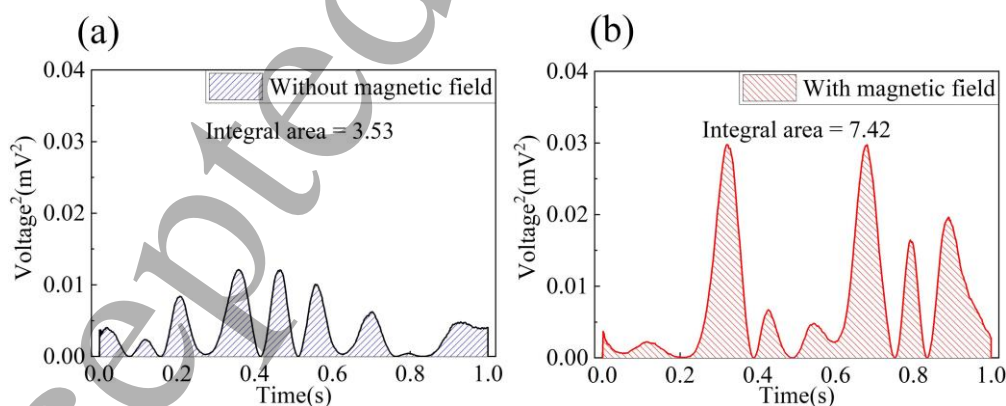 (a)
0.04
0.03
0.02
0.01
0.00
Voltage²(mV²)
Without magnetic field
Integral area = 3.53
0.0 0.2 0.4 0.6 0.8 1.0
Time(s)
(b)
0.04
0.03
0.02
0.01
0.00
Voltage²(mV²)
With magnetic field
Integral area = 7.42
0.0 0.2 0.4 0.6 0.8 1.0
Time(s)
epted